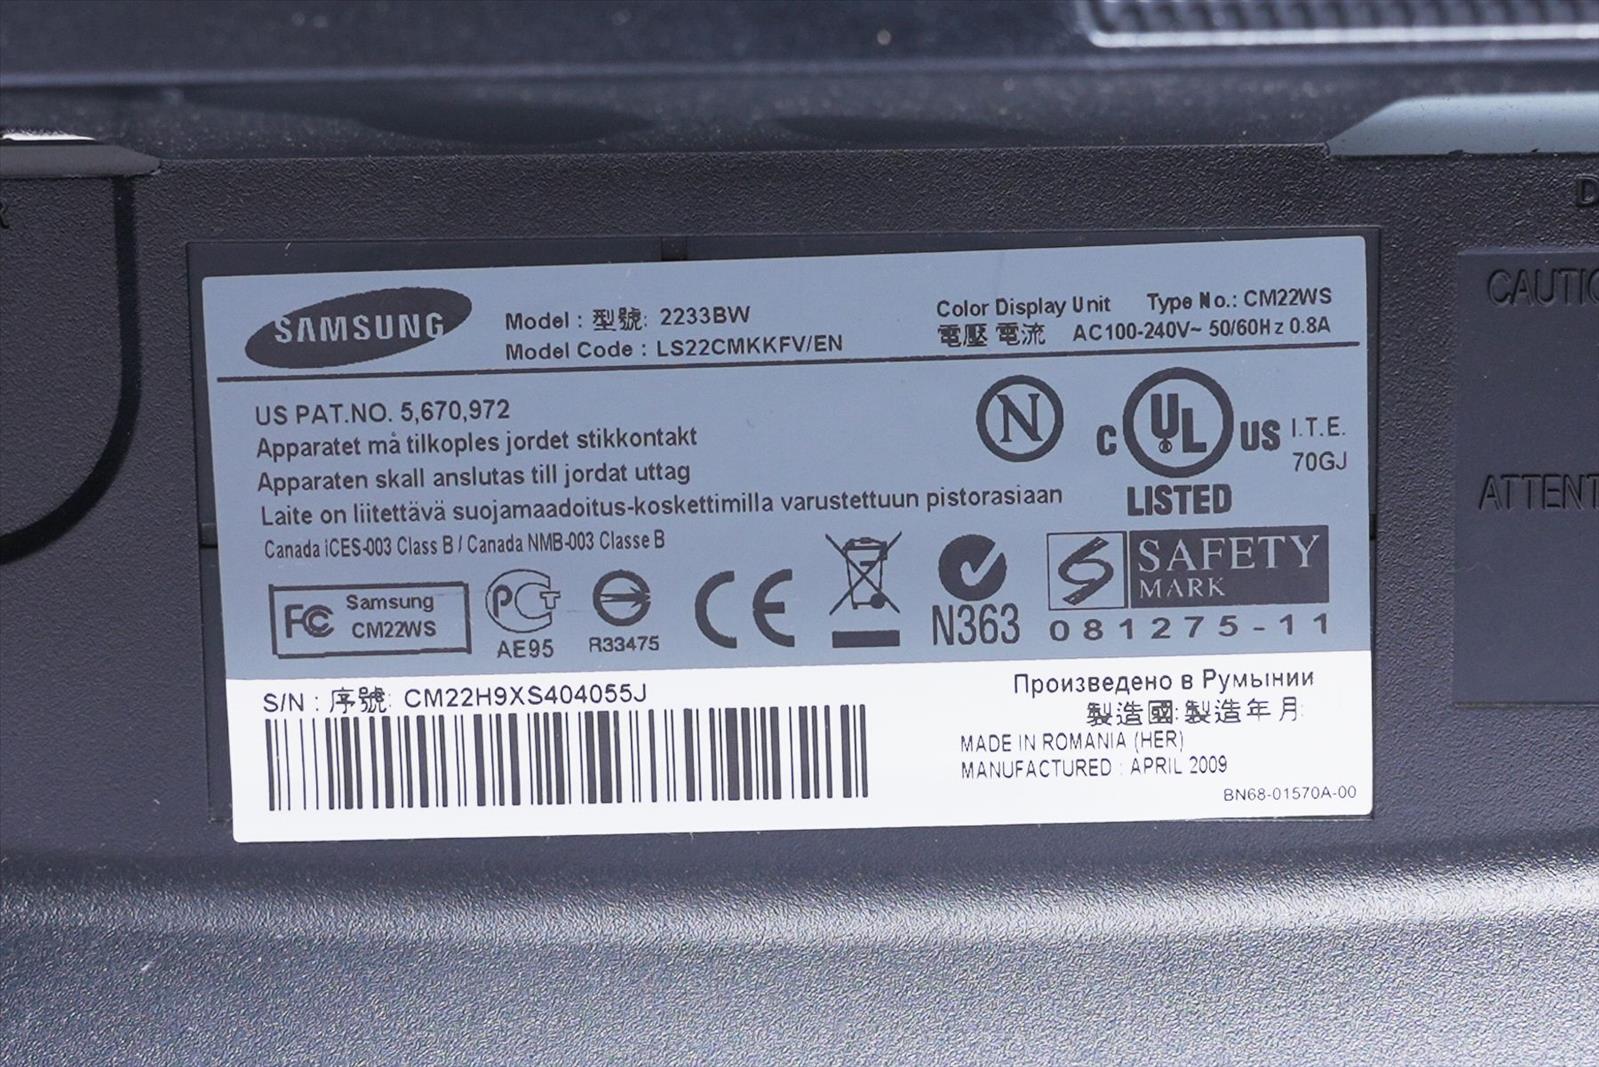 SAMSUNG
Model : 型號: 2233BW
Model Code : LS22CMKKFV/EN
Color Display Unit Type No.: CM22WS
電壓 電流 AC100-240V~ 50/60Hz 0.8A
US PAT.NO. 5,670,972
Apparatet må tilkoples jordet stikkontakt
Apparaten skall anslutas till jordat uttag
Laite on liitettävä suojamaadoitus-koskettimilla varustettuun pistorasiaan
Canada iCES-003 Class B / Canada NMB-003 Classe B
N
C UL US
LISTED
I.T.E.
70GJ
FC Samsung
CM22WS
PCT
AE95
R33475
CE
N363
S SAFETY
MARK
081275-11
S/N : 序號: CM22H9XS404055J
Произведено в Румынии
製造國: 製造年月:
MADE IN ROMANIA (HER)
MANUFACTURED : APRIL 2009
BN68-01570A-00